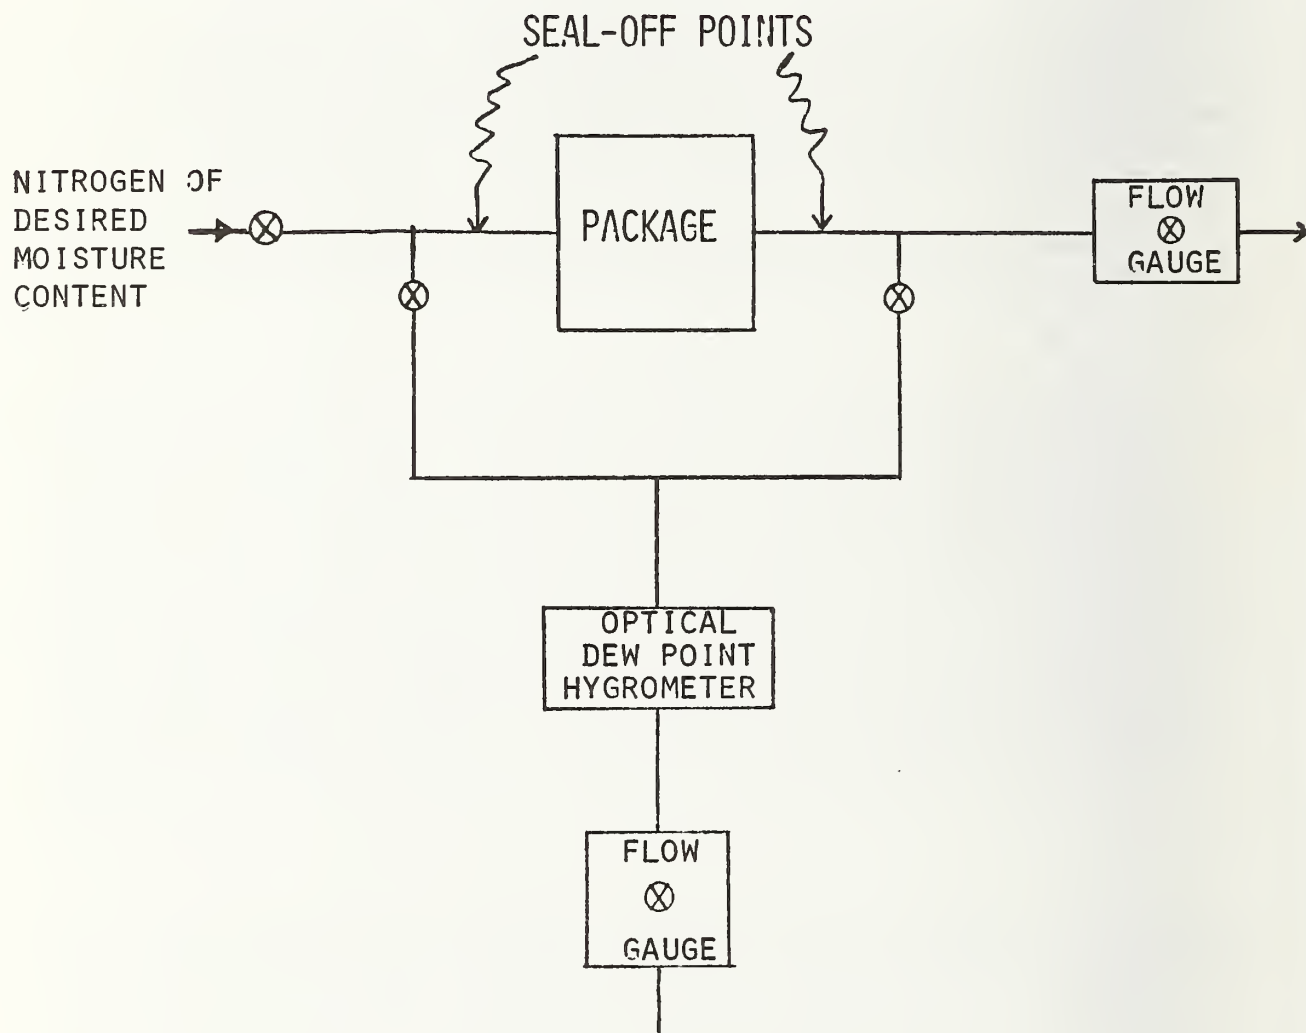 SEAL-OFF POINTS
NITROGEN OF
DESIRED
MOISTURE
CONTENT
PACKAGE
FLOW
GAUGE
OPTICAL
DEW POINT
HYGROMETER
FLOW
GAUGE